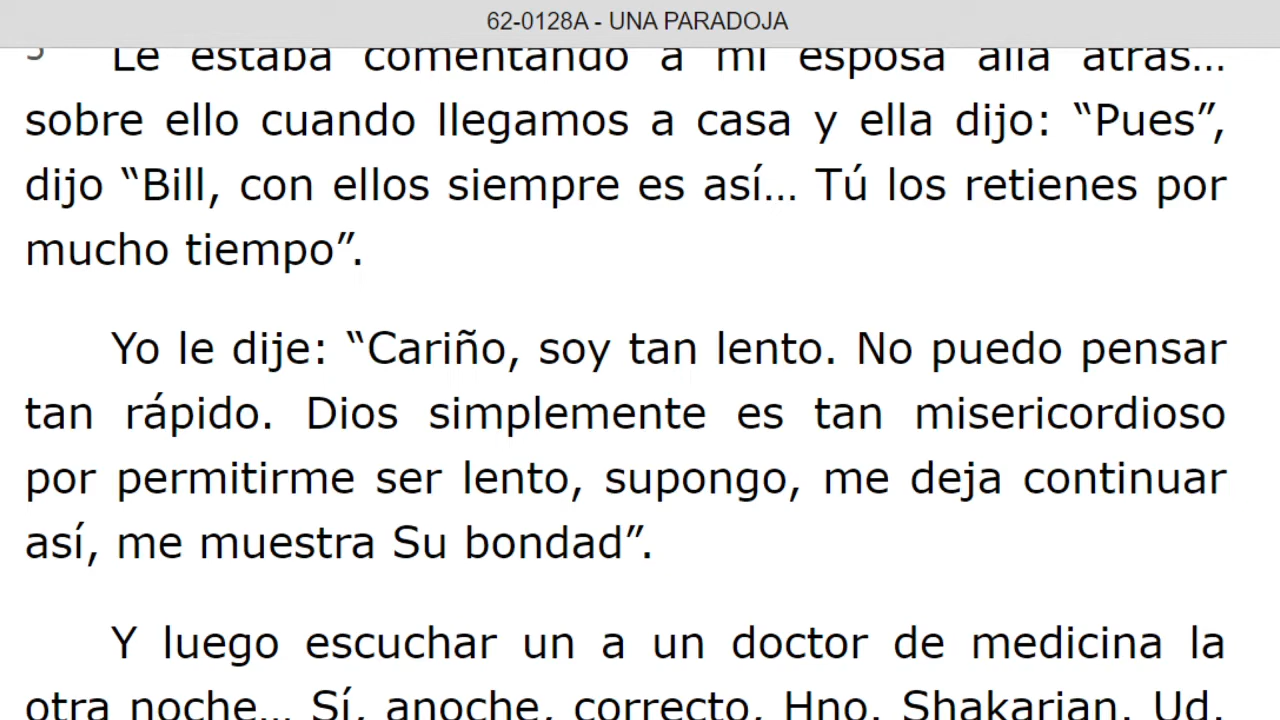 62-0128A - UNA PARADOJA
Le estaba comentando a mi esposa allá atrás…
sobre ello cuando llegamos a casa y ella dijo: “Pues”,
dijo “Bill, con ellos siempre es así… Tú los retienes por
mucho tiempo”.
Yo le dije: “Cariño, soy tan lento. No puedo pensar
tan rápido. Dios simplemente es tan misericordioso
por permitirme ser lento, supongo, me deja continuar
así, me muestra Su bondad”.
Y luego escuchar un a un doctor de medicina la
otra noche… Sí, anoche, correcto, Hno. Shakarian. Ud.